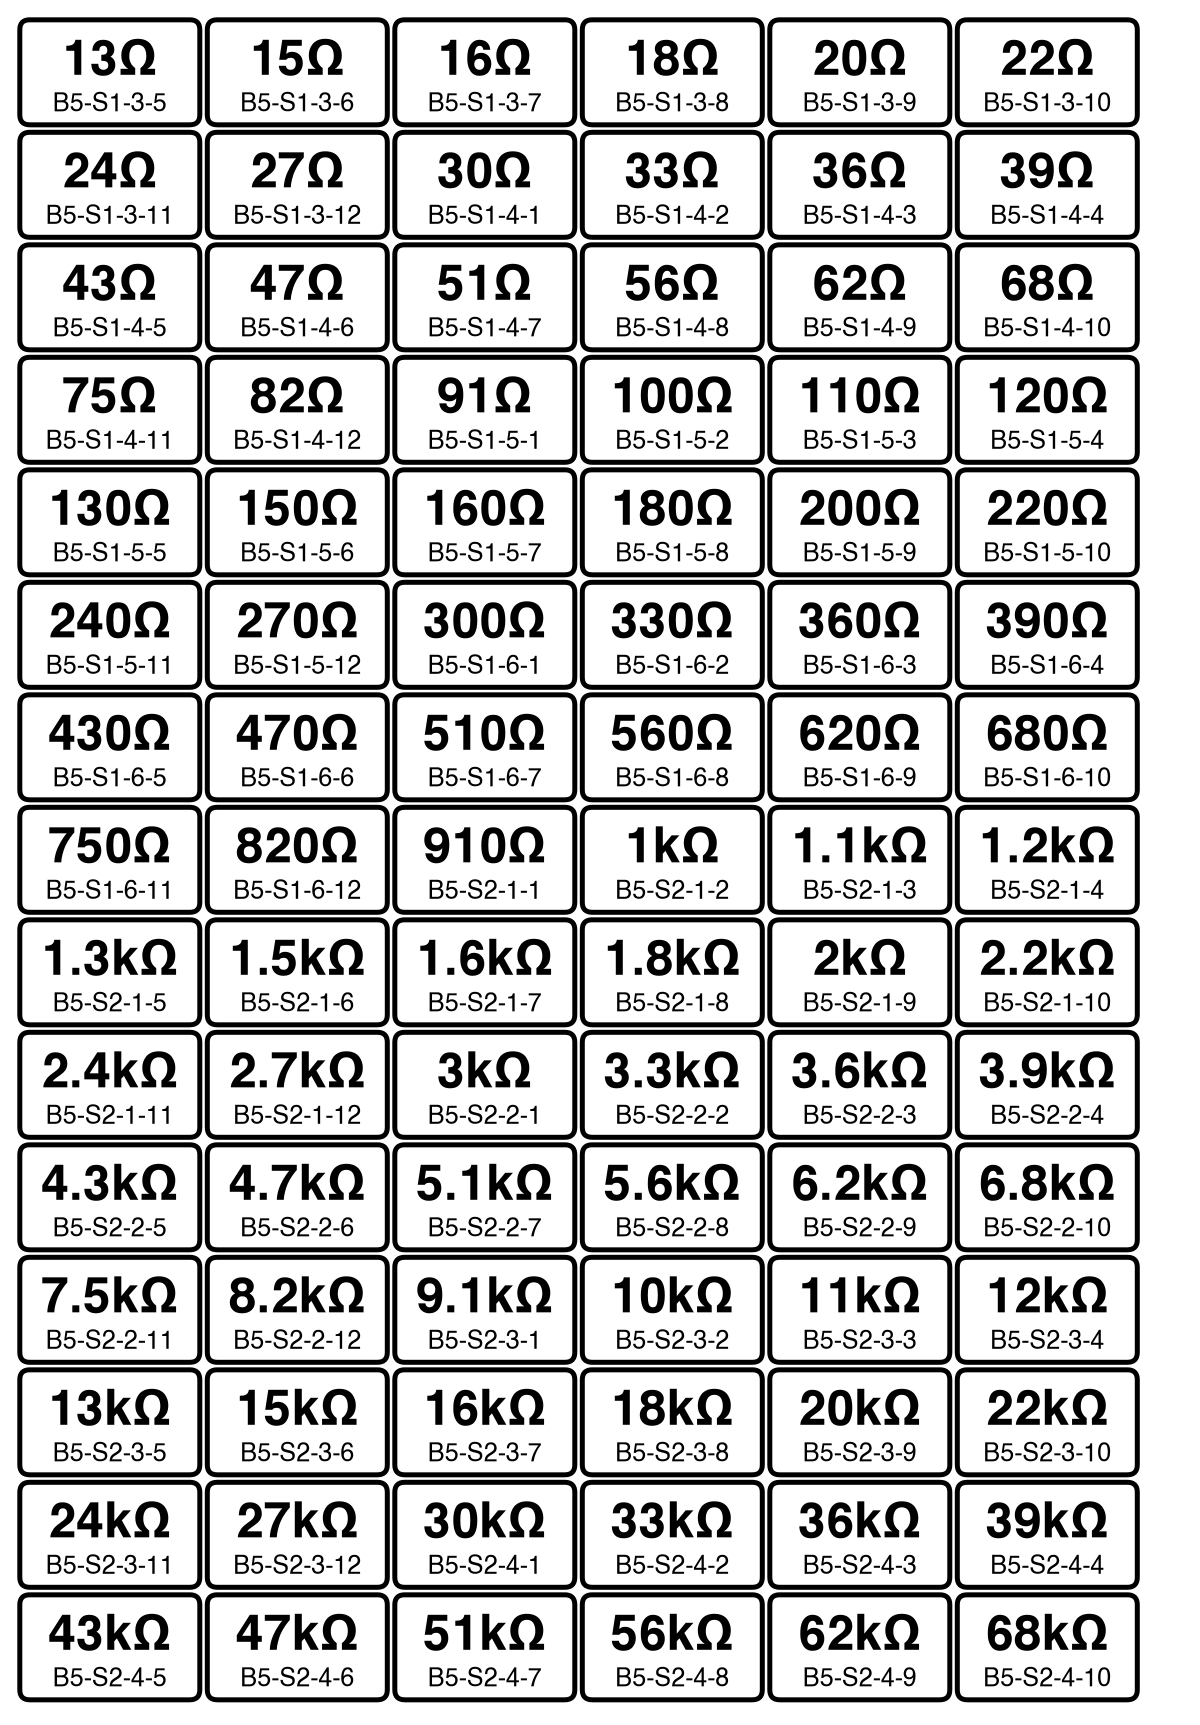 13Ω 15Ω 16Ω 18Ω 20Ω 22Ω
B5-S1-3-5 B5-S1-3-6 B5-S1-3-7 B5-S1-3-8 B5-S1-3-9 B5-S1-3-10
24Ω 27Ω 30Ω 33Ω 36Ω 39Ω
B5-S1-3-11 B5-S1-3-12 B5-S1-4-1 B5-S1-4-2 B5-S1-4-3 B5-S1-4-4
43Ω 47Ω 51Ω 56Ω 62Ω 68Ω
B5-S1-4-5 B5-S1-4-6 B5-S1-4-7 B5-S1-4-8 B5-S1-4-9 B5-S1-4-10
75Ω 82Ω 91Ω 100Ω 110Ω 120Ω
B5-S1-4-11 B5-S1-4-12 B5-S1-5-1 B5-S1-5-2 B5-S1-5-3 B5-S1-5-4
130Ω 150Ω 160Ω 180Ω 200Ω 220Ω
B5-S1-5-5 B5-S1-5-6 B5-S1-5-7 B5-S1-5-8 B5-S1-5-9 B5-S1-5-10
240Ω 270Ω 300Ω 330Ω 360Ω 390Ω
B5-S1-5-11 B5-S1-5-12 B5-S1-6-1 B5-S1-6-2 B5-S1-6-3 B5-S1-6-4
430Ω 470Ω 510Ω 560Ω 620Ω 680Ω
B5-S1-6-5 B5-S1-6-6 B5-S1-6-7 B5-S1-6-8 B5-S1-6-9 B5-S1-6-10
750Ω 820Ω 910Ω 1kΩ 1.1kΩ 1.2kΩ
B5-S1-6-11 B5-S1-6-12 B5-S2-1-1 B5-S2-1-2 B5-S2-1-3 B5-S2-1-4
1.3kΩ 1.5kΩ 1.6kΩ 1.8kΩ 2kΩ 2.2kΩ
B5-S2-1-5 B5-S2-1-6 B5-S2-1-7 B5-S2-1-8 B5-S2-1-9 B5-S2-1-10
2.4kΩ 2.7kΩ 3kΩ 3.3kΩ 3.6kΩ 3.9kΩ
B5-S2-1-11 B5-S2-1-12 B5-S2-2-1 B5-S2-2-2 B5-S2-2-3 B5-S2-2-4
4.3kΩ 4.7kΩ 5.1kΩ 5.6kΩ 6.2kΩ 6.8kΩ
B5-S2-2-5 B5-S2-2-6 B5-S2-2-7 B5-S2-2-8 B5-S2-2-9 B5-S2-2-10
7.5kΩ 8.2kΩ 9.1kΩ 10kΩ 11kΩ 12kΩ
B5-S2-2-11 B5-S2-2-12 B5-S2-3-1 B5-S2-3-2 B5-S2-3-3 B5-S2-3-4
13kΩ 15kΩ 16kΩ 18kΩ 20kΩ 22kΩ
B5-S2-3-5 B5-S2-3-6 B5-S2-3-7 B5-S2-3-8 B5-S2-3-9 B5-S2-3-10
24kΩ 27kΩ 30kΩ 33kΩ 36kΩ 39kΩ
B5-S2-3-11 B5-S2-3-12 B5-S2-4-1 B5-S2-4-2 B5-S2-4-3 B5-S2-4-4
43kΩ 47kΩ 51kΩ 56kΩ 62kΩ 68kΩ
B5-S2-4-5 B5-S2-4-6 B5-S2-4-7 B5-S2-4-8 B5-S2-4-9 B5-S2-4-10